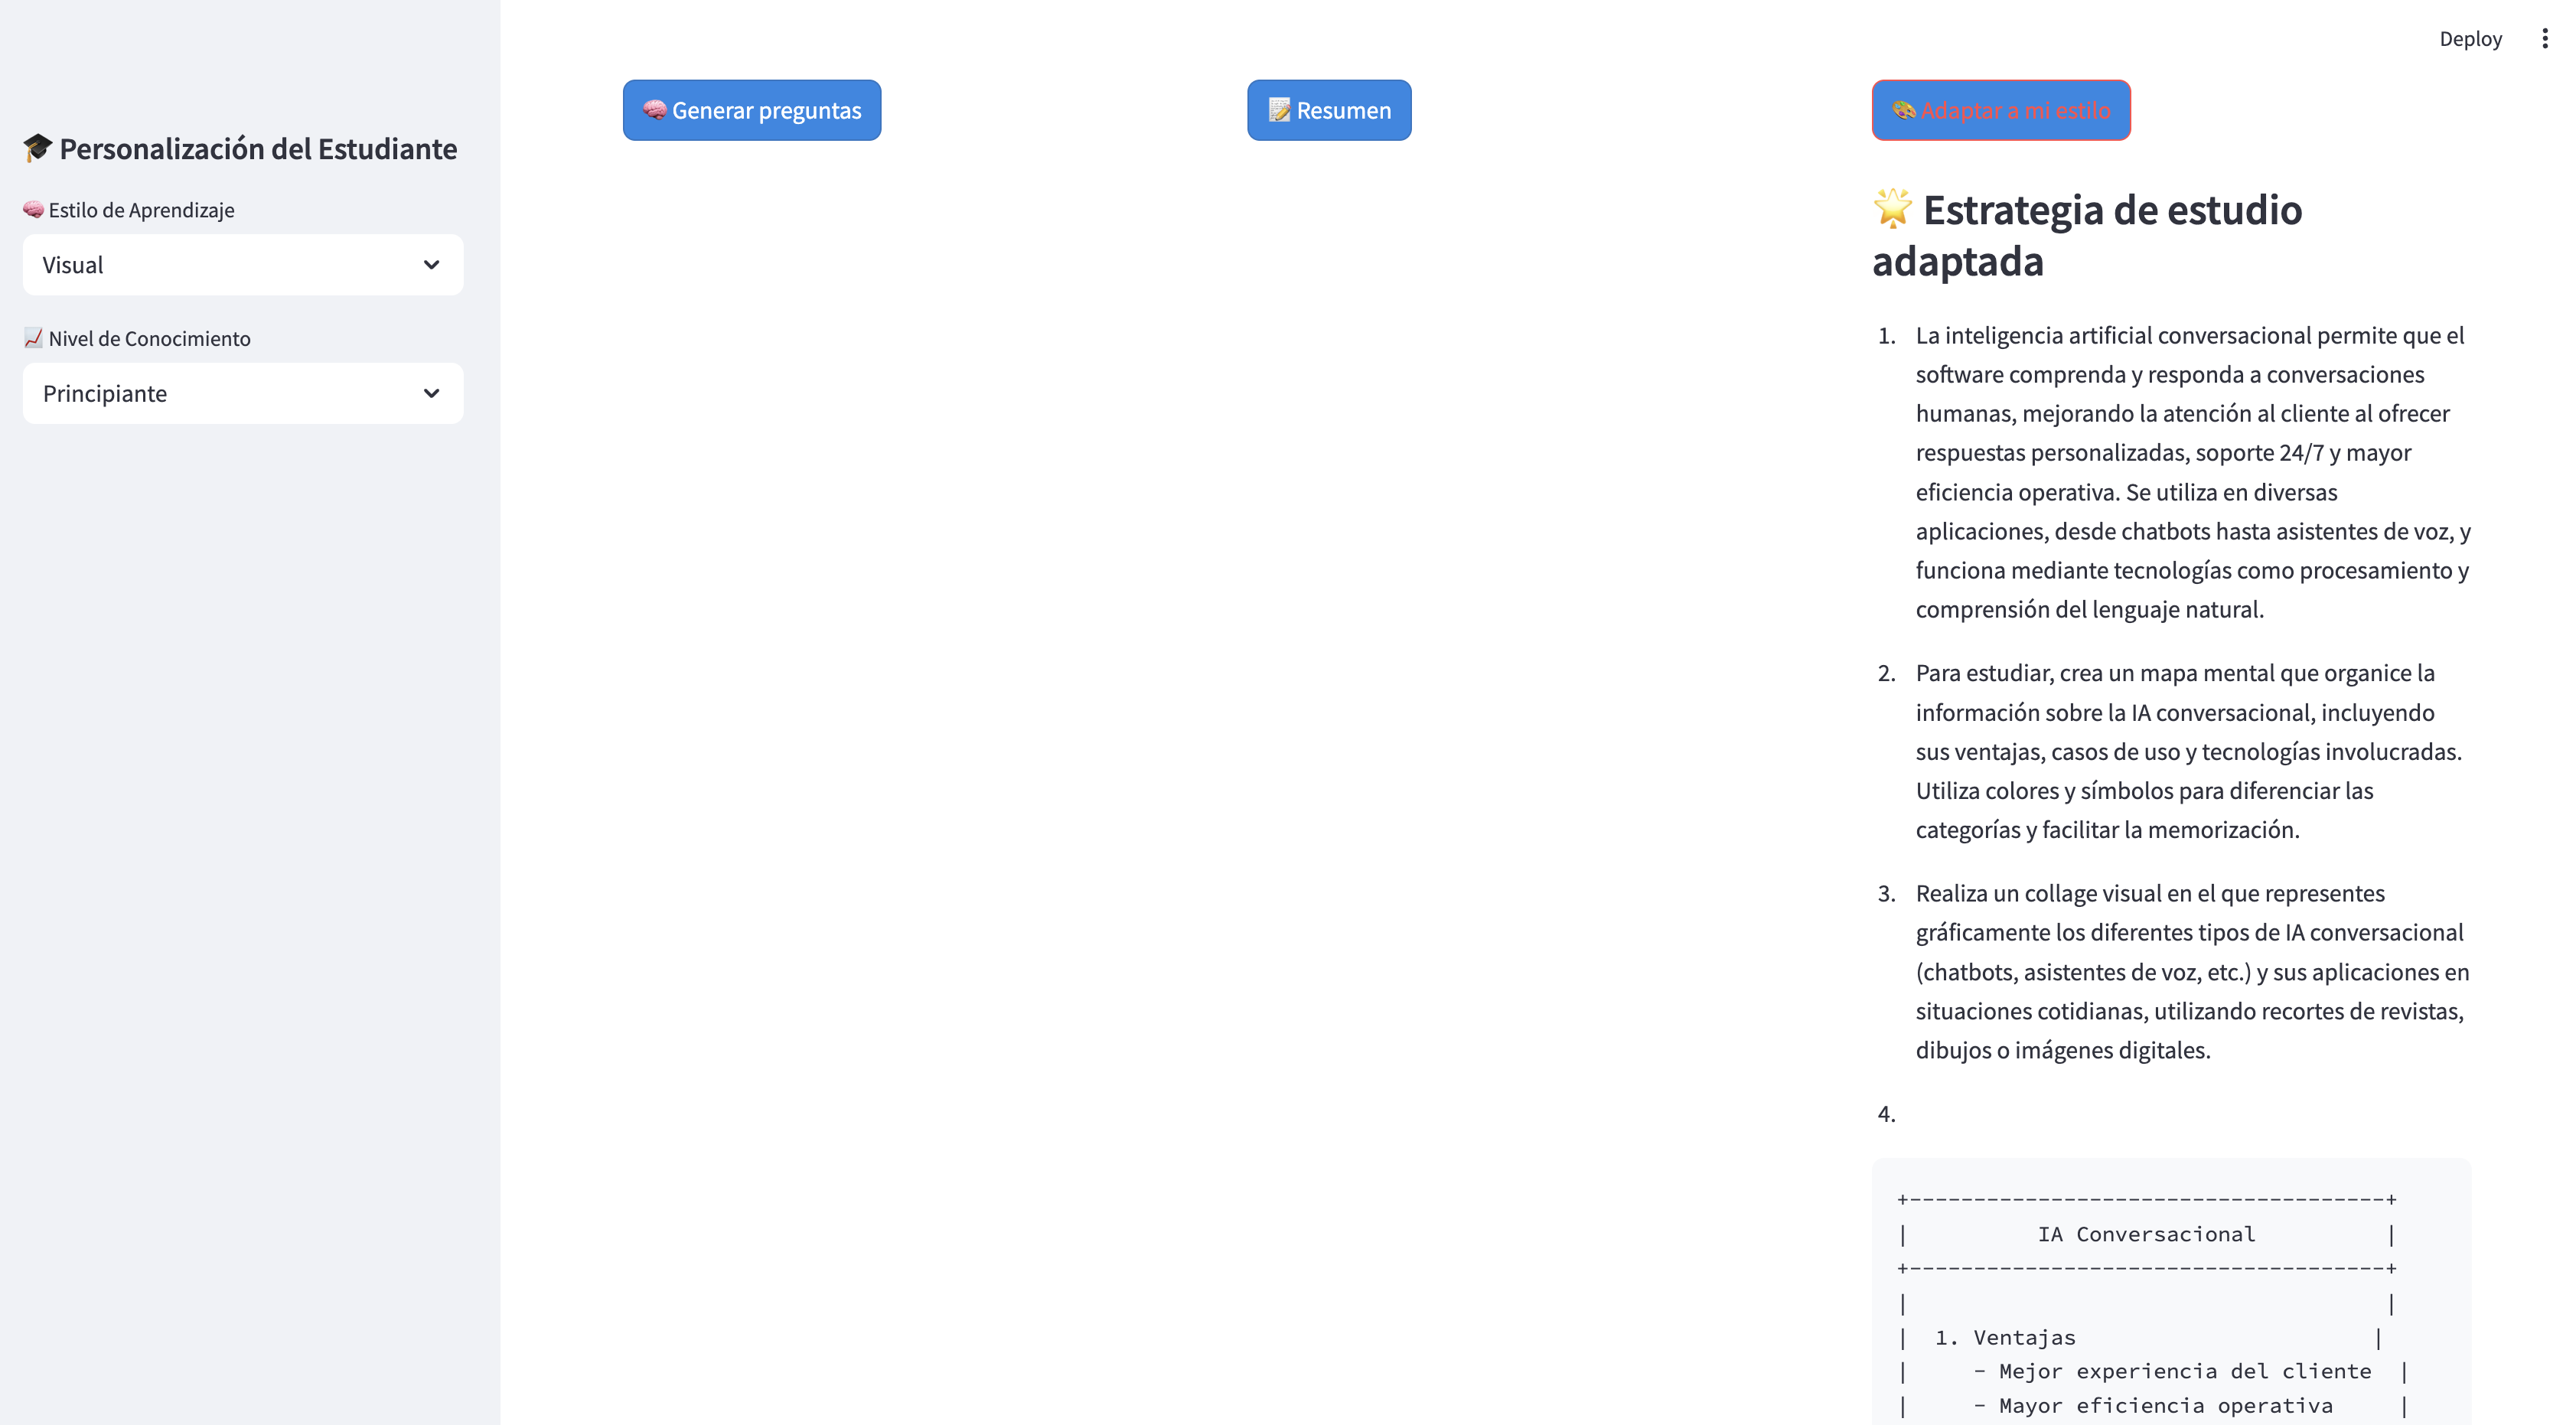 Deploy
🎓 Personalización del Estudiante
🧠 Estilo de Aprendizaje
Visual
📈 Nivel de Conocimiento
Principiante
🧠 Generar preguntas
📝 Resumen
🎨 Adaptar a mi estilo
🌟 Estrategia de estudio
adaptada
1. La inteligencia artificial conversacional permite que el
software comprenda y responda a conversaciones
humanas, mejorando la atención al cliente al ofrecer
respuestas personalizadas, soporte 24/7 y mayor
eficiencia operativa. Se utiliza en diversas
aplicaciones, desde chatbots hasta asistentes de voz, y
funciona mediante tecnologías como procesamiento y
comprensión del lenguaje natural.
2. Para estudiar, crea un mapa mental que organice la
información sobre la IA conversacional, incluyendo
sus ventajas, casos de uso y tecnologías involucradas.
Utiliza colores y símbolos para diferenciar las
categorías y facilitar la memorización.
3. Realiza un collage visual en el que representes
gráficamente los diferentes tipos de IA conversacional
(chatbots, asistentes de voz, etc.) y sus aplicaciones en
situaciones cotidianas, utilizando recortes de revistas,
dibujos o imágenes digitales.
4.
+-------------------------------------+
|          IA Conversacional          |
+-------------------------------------+
|                                     |
|  1. Ventajas                       |
|     - Mejor experiencia del cliente  |
|     - Mayor eficiencia operativa     |